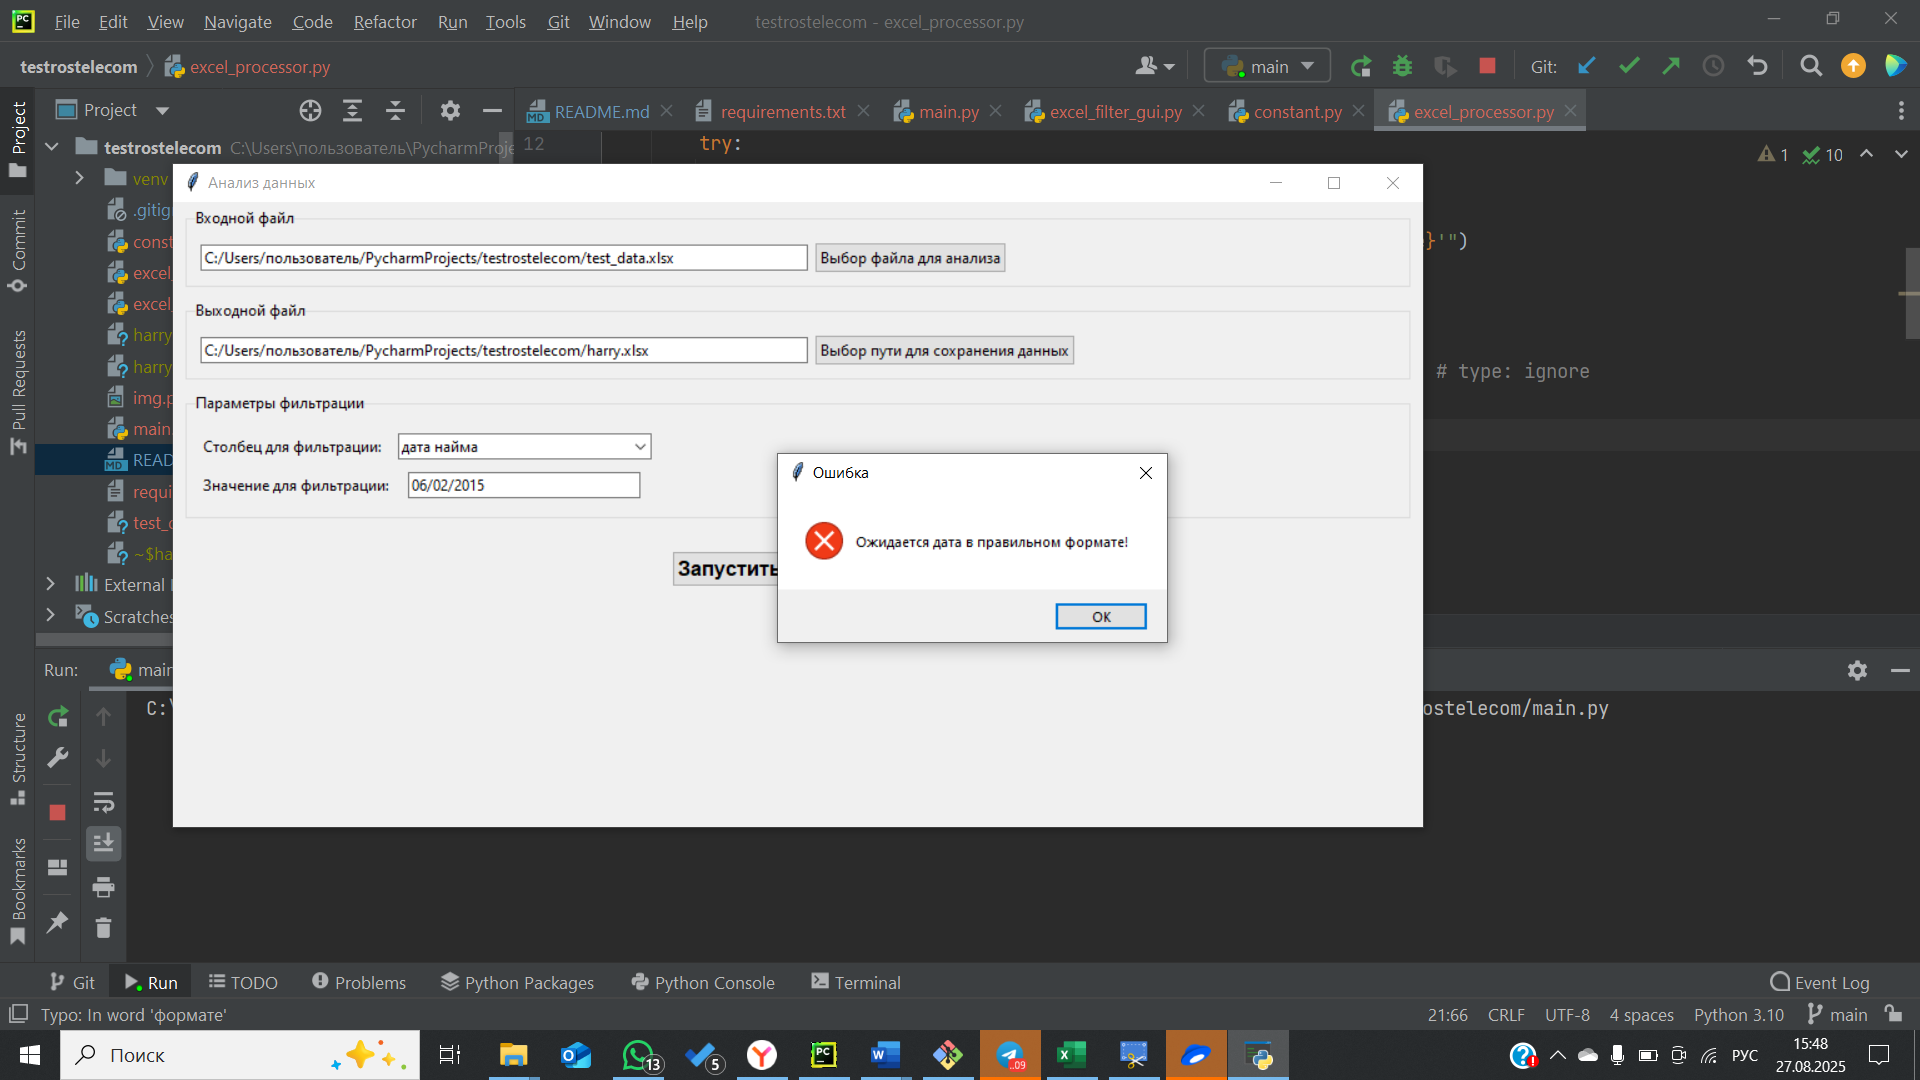 File Edit View Navigate Code Refactor Run Tools Git Window Help testrostelecom - excel_processor.py
testrostelecom excel_processor.py main Git:
Project README.md requirements.txt main.py excel_filter_gui.py constant.py excel_processor.py
testrostelecom C:\Users\пользователь\PycharmProje 12 try:
1 10
venv
.gitig
const
excel_
excel_
harry
harry
img.p
main.
READ
requi
test_c
~$ha
External
Scratches
Анализ данных
Входной файл
C:/Users/пользователь/PycharmProjects/testrostelecom/test_data.xlsx Выбор файла для анализа
}'")
Выходной файл
C:/Users/пользователь/PycharmProjects/testrostelecom/harry.xlsx Выбор пути для сохранения данных
# type: ignore
Параметры фильтрации
Столбец для фильтрации: дата найма
Значение для фильтрации: 06/02/2015
Запустить
Ошибка
Ожидается дата в правильном формате!
OK
Run: main
C:\ ostelecom/main.py
Project
Commit
Pull Requests
Structure
Bookmarks
Git Run TODO Problems Python Packages Python Console Terminal Event Log
Typo: In word 'формате' 21:66 CRLF UTF-8 4 spaces Python 3.10 main
Поиск 13 5 ..09 РУС 15:48
27.08.2025